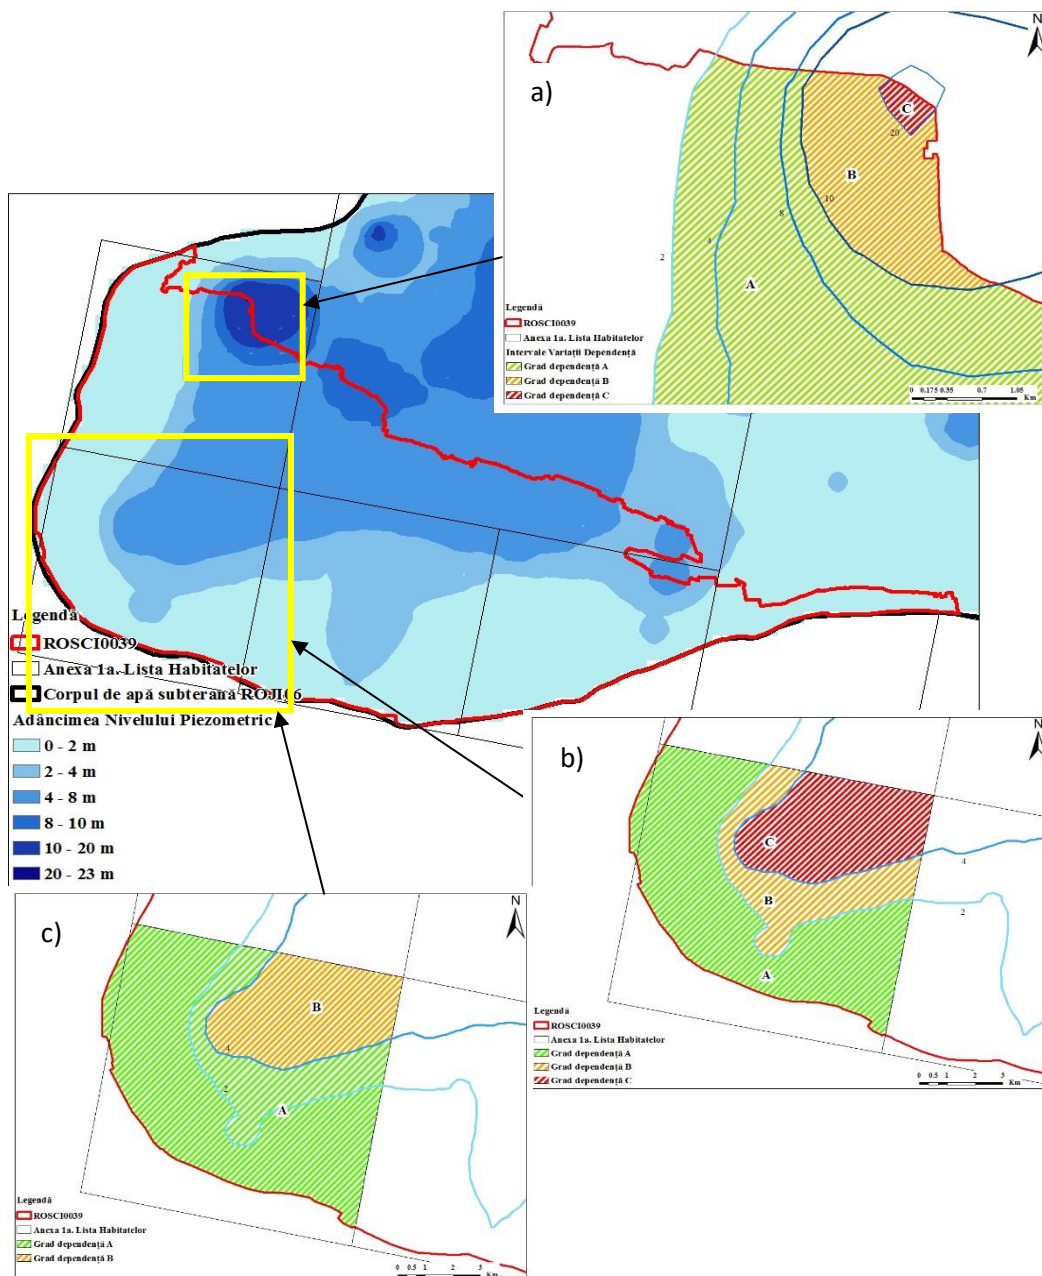 a)
N
C
20
B
10
8
4
2
A
Legendă
ROSCI0039
Anexa 1a. Lista Habitatelor
Intervale Variații Dependență
Grad dependență A
Grad dependență B
Grad dependență C
0 0.175 0.35 0.7 1.05
Km
Legendă
ROSCI0039
Anexa 1a. Lista Habitatelor
Corpul de apă subterană ROJI06
Adâncimea Nivelului Piezometric
0 - 2 m
2 - 4 m
4 - 8 m
8 - 10 m
10 - 20 m
20 - 23 m
b)
N
C
4
B
2
A
Legendă
ROSCI0039
Anexa 1a. Lista Habitatelor
Grad dependență A
Grad dependență B
Grad dependență C
0 0.5 1 2 3
Km
c)
N
B
4
2
A
Legendă
ROSCI0039
Anexa 1a. Lista Habitatelor
Grad dependență A
Grad dependență B
0 0.5 1 2 3
Km